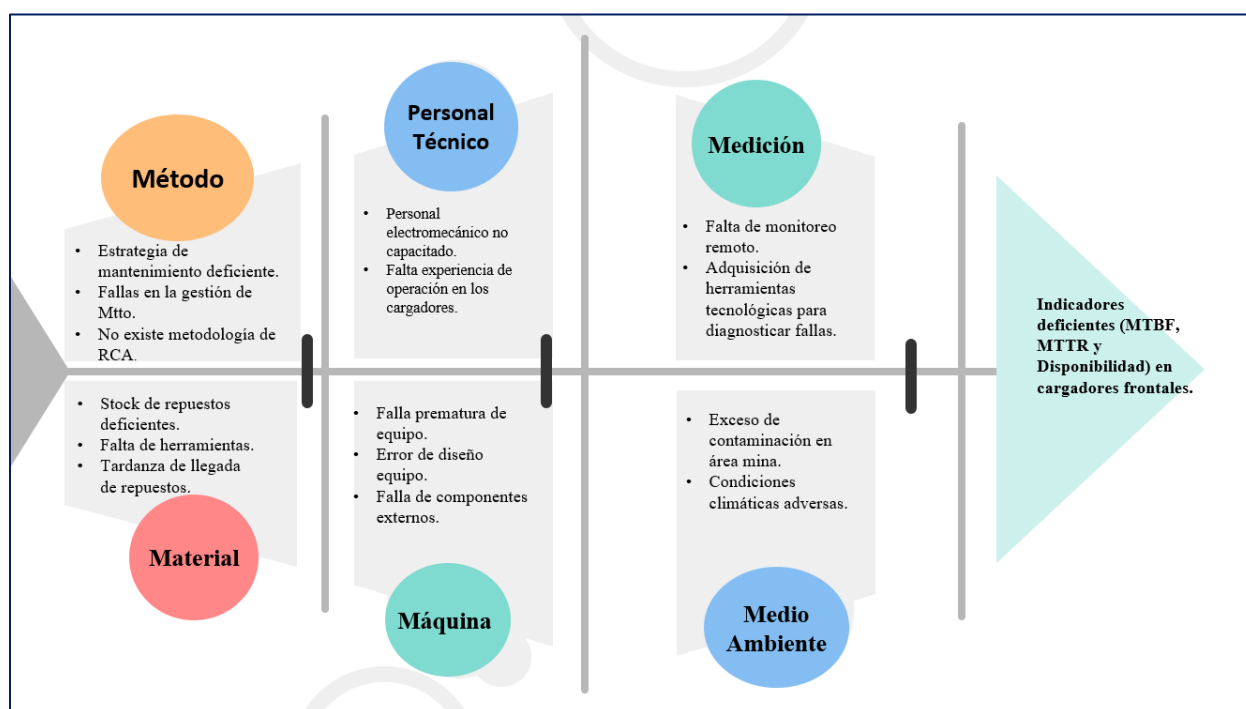 Método
• Estrategia de
mantenimiento deficiente.
• Fallas en la gestión de
Mtto.
• No existe metodología de
RCA.
Personal
Técnico
• Personal
electromecánico no
capacitado.
• Falta experiencia de
operación en los
cargadores.
Medición
• Falta de monitoreo
remoto.
• Adquisición de
herramientas
tecnológicas para
diagnosticar fallas.
Indicadores
deficientes (MTBF,
MTTR y
Disponibilidad) en
cargadores frontales.
• Stock de repuestos
deficientes.
• Falta de herramientas.
• Tardanza de llegada
de repuestos.
Material
• Falla prematura de
equipo.
• Error de diseño
equipo.
• Falla de componentes
externos.
Máquina
• Exceso de
contaminación en
área mina.
• Condiciones
climáticas adversas.
Medio
Ambiente